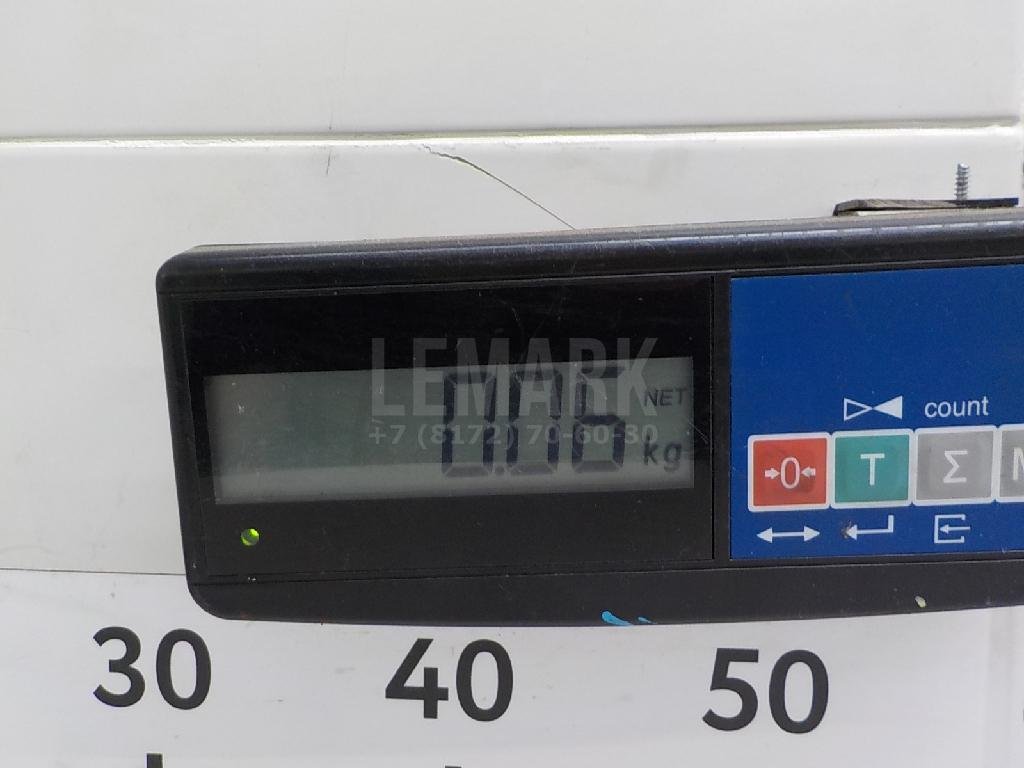 LEMARK
+7 (8172) 70-60-30
0.06
NET
kg
count
→0←
T
Σ
M
30
40
50